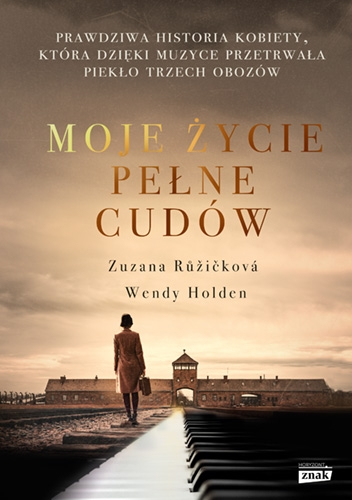 PRAWDZIWA HISTORIA KOBIETY,
KTÓRA DZIĘKI MUZYCE PRZETRWAŁA
PIEKŁO TRZECH OBOZÓW
MOJE ŻYCIE
PEŁNE
CUDÓW
Zuzana Růžičková
Wendy Holden
HORYZONT
znak